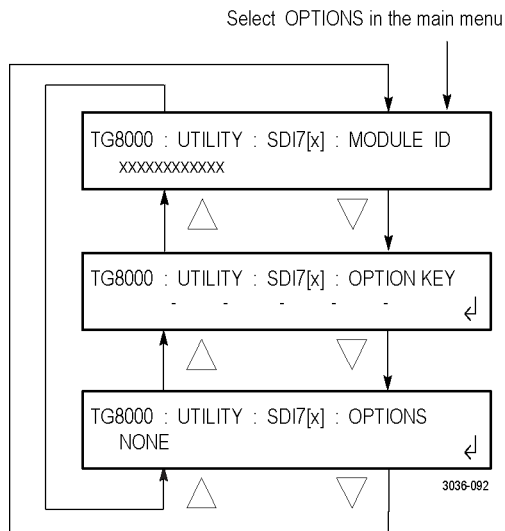 Select OPTIONS in the main menu
TG8000 : UTILITY : SDI7[x] : MODULE ID
XXXXXXXXXXXX
TG8000 : UTILITY : SDI7[x] : OPTION KEY
- - - - -
TG8000 : UTILITY : SDI7[x] : OPTIONS
NONE
3036-092